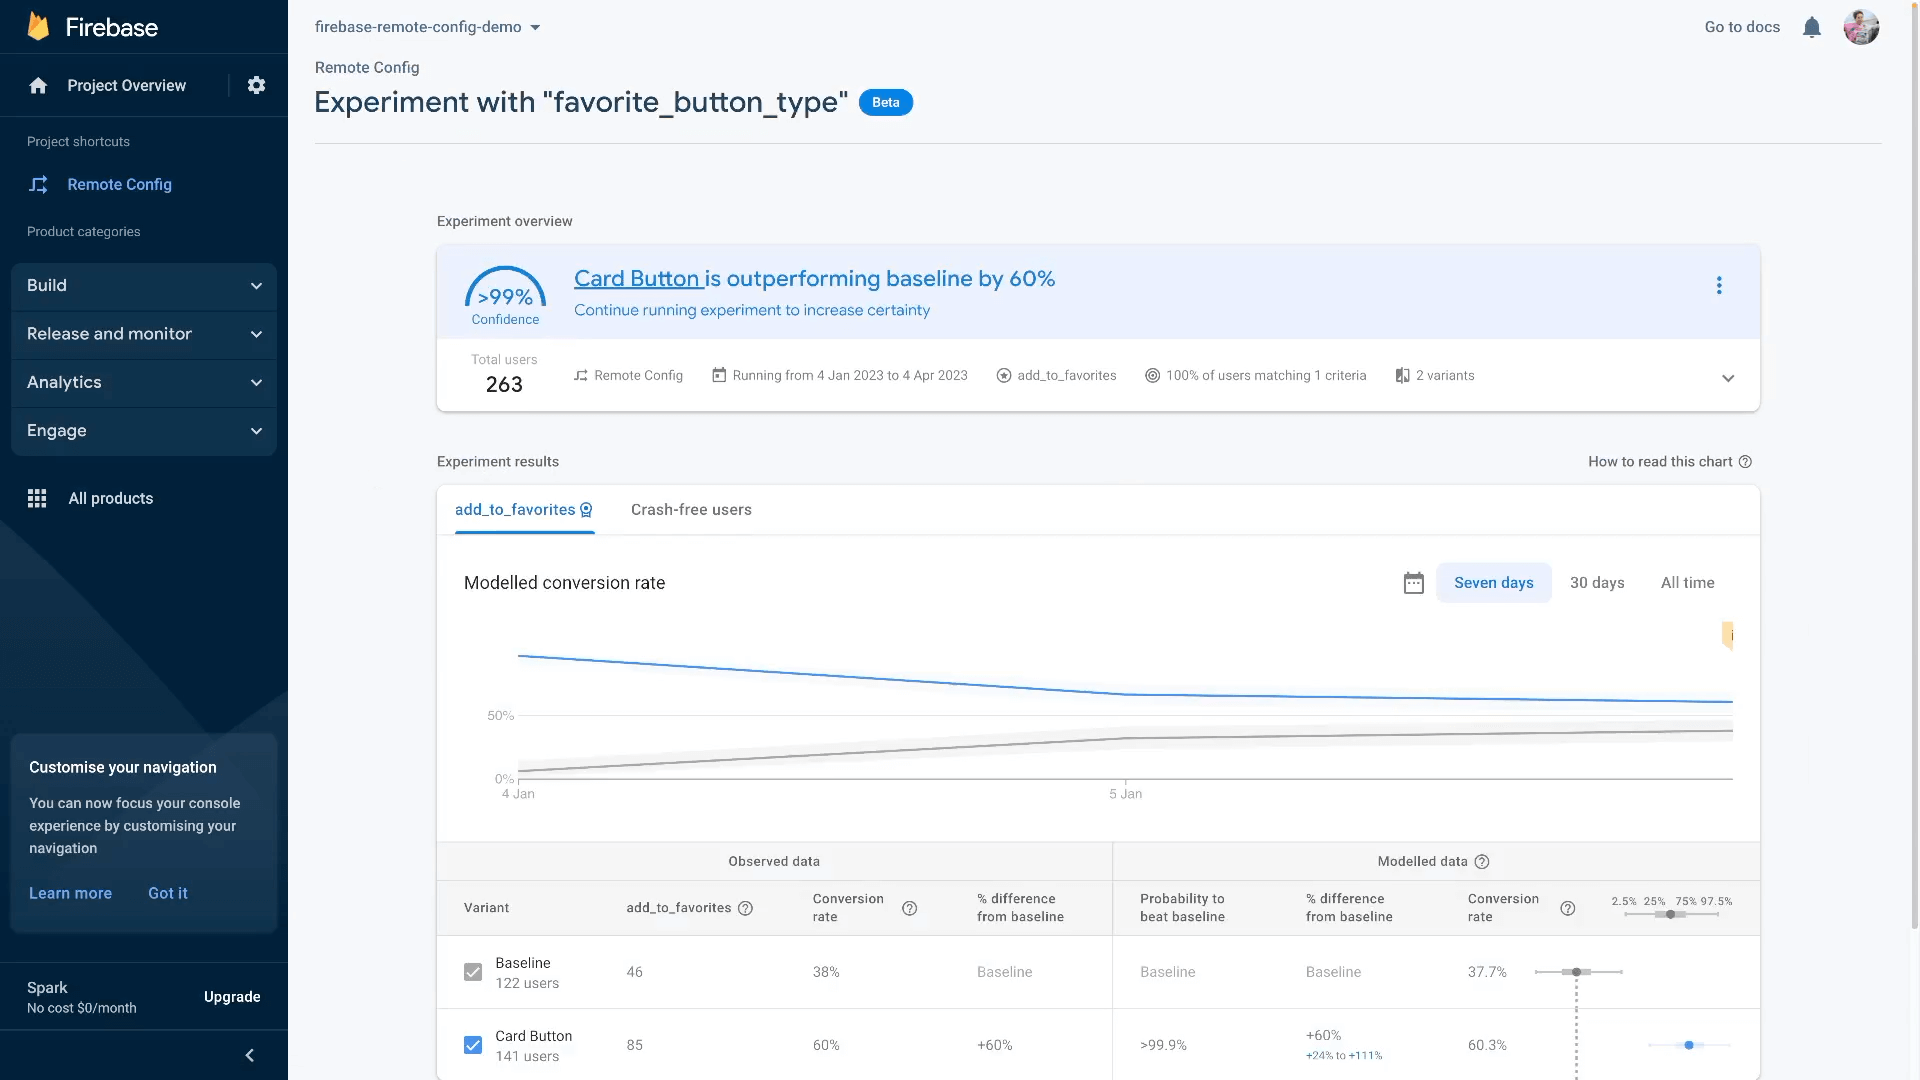 Firebase
Project Overview
Project shortcuts
Remote Config
Product categories
Build
Release and monitor
Analytics
Engage
All products
Customise your navigation
You can now focus your console
experience by customising your
navigation
Learn more
Got it
Spark
No cost $0/month
Upgrade
firebase-remote-config-demo
Go to docs
Remote Config
Experiment with "favorite_button_type"
Beta
Experiment overview
>99%
Confidence
Card Button is outperforming baseline by 60%
Continue running experiment to increase certainty
Total users
263
Remote Config
Running from 4 Jan 2023 to 4 Apr 2023
add_to_favorites
100% of users matching 1 criteria
2 variants
Experiment results
How to read this chart
add_to_favorites
Crash-free users
Modelled conversion rate
Seven days
30 days
All time
50%
0%
4 Jan
5 Jan
Observed data
Modelled data
Variant
add_to_favorites
Conversion
rate
% difference
from baseline
Probability to
beat baseline
% difference
from baseline
Conversion
rate
2.5% 25% 75% 97.5%
Baseline
122 users
46
38%
Baseline
Baseline
Baseline
37.7%
Card Button
141 users
85
60%
+60%
>99.9%
+60%
+24% to +111%
60.3%